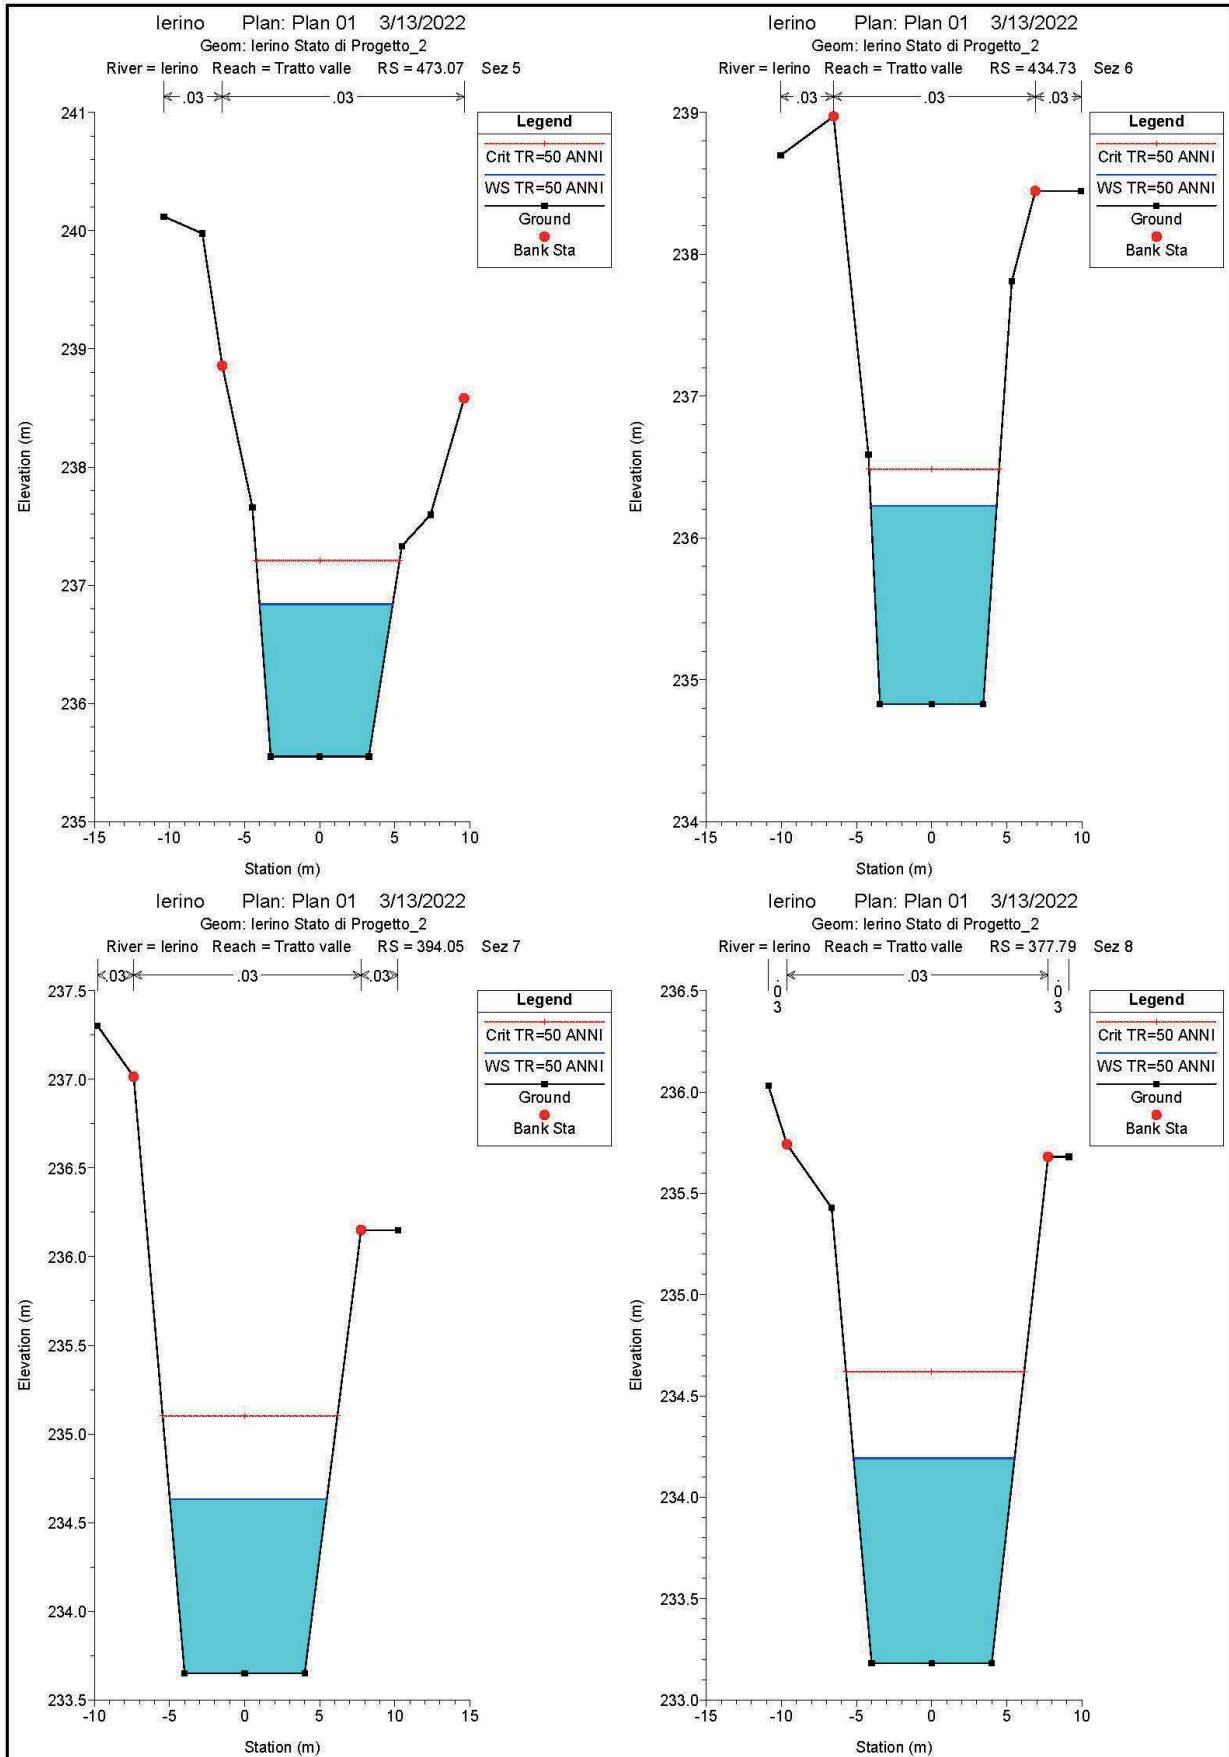 Ierino Plan: Plan 01 3/13/2022
Geom: Ierino Stato di Progetto_2
River = Ierino Reach = Tratto valle RS = 473.07 Sez 5
.03 .03
241
240
239
238
237
236
235
Elevation (m)
-15 -10 -5 0 5 10
Station (m)
Legend
Crit TR=50 ANNI
WS TR=50 ANNI
Ground
Bank Sta
Ierino Plan: Plan 01 3/13/2022
Geom: Ierino Stato di Progetto_2
River = Ierino Reach = Tratto valle RS = 434.73 Sez 6
.03 .03 .03
239
238
237
236
235
234
Elevation (m)
-15 -10 -5 0 5 10
Station (m)
Legend
Crit TR=50 ANNI
WS TR=50 ANNI
Ground
Bank Sta
Ierino Plan: Plan 01 3/13/2022
Geom: Ierino Stato di Progetto_2
River = Ierino Reach = Tratto valle RS = 394.05 Sez 7
.03 .03 .03
237.5
237.0
236.5
236.0
235.5
235.0
234.5
234.0
233.5
Elevation (m)
-10 -5 0 5 10 15
Station (m)
Legend
Crit TR=50 ANNI
WS TR=50 ANNI
Ground
Bank Sta
Ierino Plan: Plan 01 3/13/2022
Geom: Ierino Stato di Progetto_2
River = Ierino Reach = Tratto valle RS = 377.79 Sez 8
.03 .03 .03
236.5
236.0
235.5
235.0
234.5
234.0
233.5
233.0
Elevation (m)
-15 -10 -5 0 5 10
Station (m)
Legend
Crit TR=50 ANNI
WS TR=50 ANNI
Ground
Bank Sta